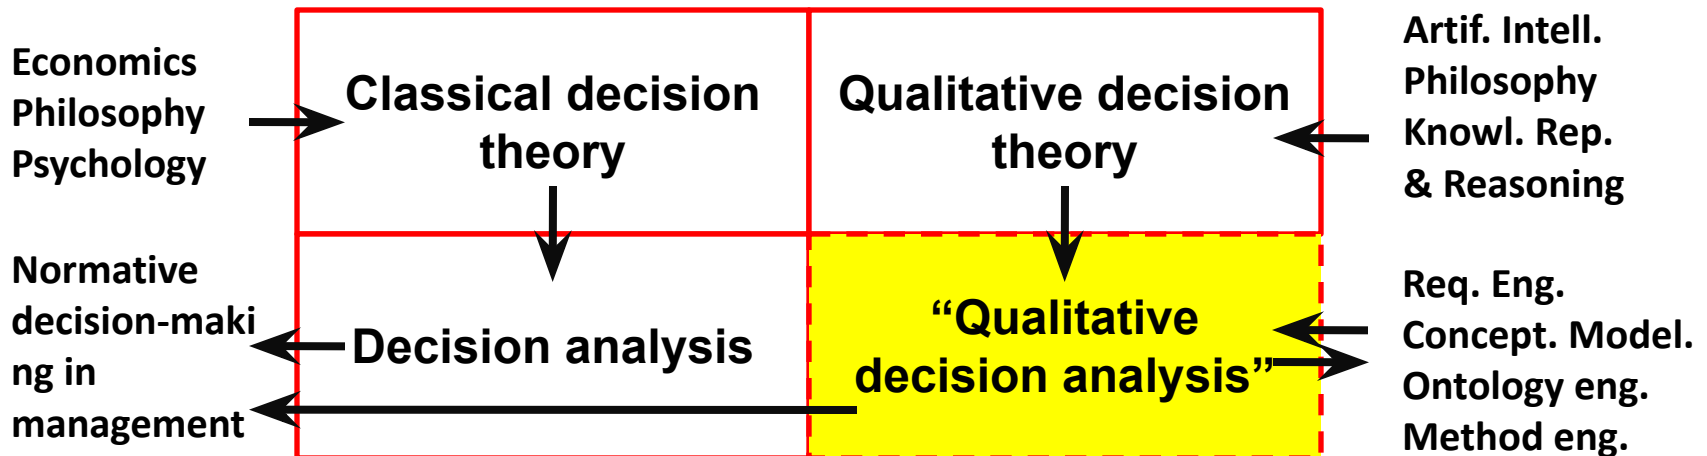 Economics
Philosophy
Psychology
Classical decision
theory
Qualitative decision
theory
Artif. Intell.
Philosophy
Knowl. Rep.
& Reasoning
Normative
decision-maki
ng in
management
Decision analysis
“Qualitative
decision analysis”
Req. Eng.
Concept. Model.
Ontology eng.
Method eng.